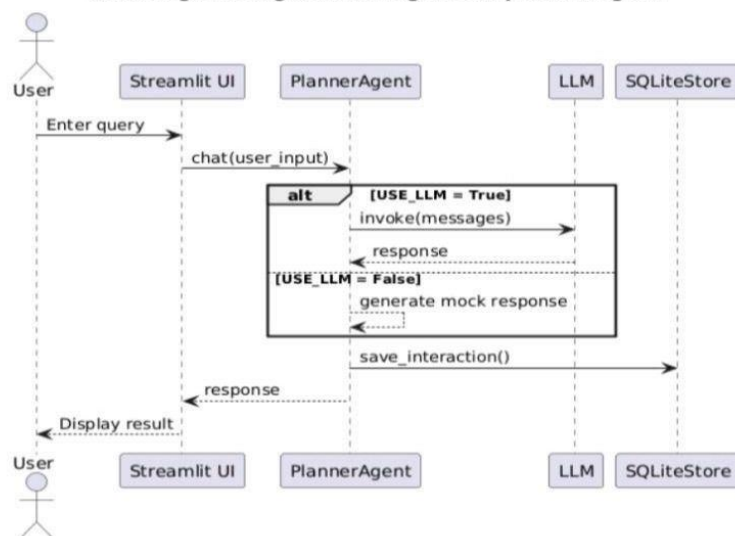 User
Streamlit UI
PlannerAgent
LLM
SQLiteStore
Enter query
chat(user_input)
alt
[USE_LLM = True]
invoke(messages)
response
[USE_LLM = False]
generate mock response
save_interaction()
response
Display result
User
Streamlit UI
PlannerAgent
LLM
SQLiteStore